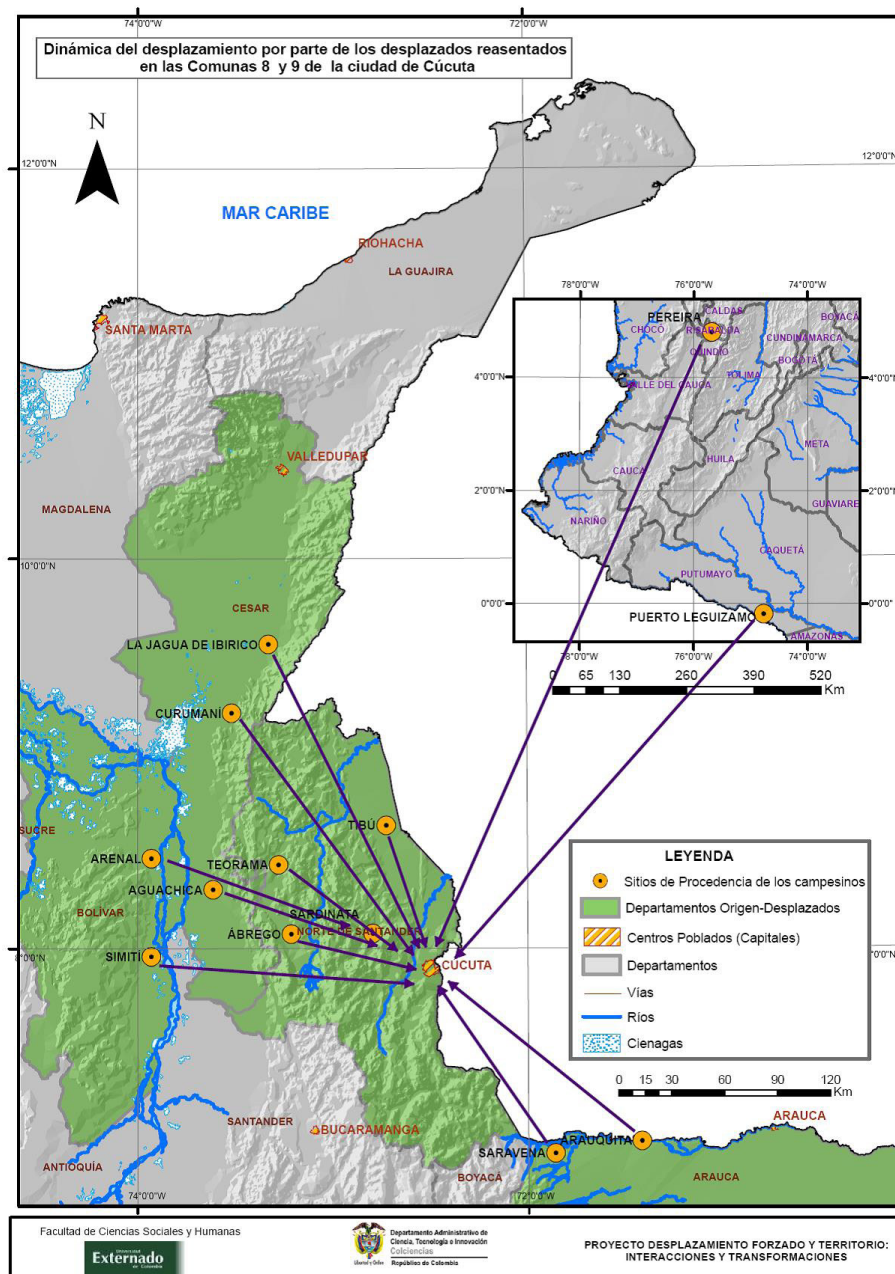 74°0'0"W 72°0'0"W
Dinámica del desplazamiento por parte de los desplazados reasentados
en las Comunas 8 y 9 de la ciudad de Cúcuta
N
12°0'0"N 12°0'0"N
MAR CARIBE
RIOHACHA
LA GUAJIRA
SANTA MARTA
VALLEDUPAR
MAGDALENA
10°0'0"N
CESAR
LA JAGUA DE IBIRICO
CURUMANÍ
TIBÚ
SUCRE
ARENAL
TEORAMA
AGUACHICA
BOLÍVAR
SARDINATA
ÁBREGO
NORTE DE SANTANDER
8°0'0"N
SIMITÍ
CÚCUTA
SANTANDER
BUCARAMANGA
ARAUCA
ARAUQUITA
SARAVENA
ANTIOQUÍA
BOYACÁ
ARAUCA
74°0'0"W 72°0'0"W
78°0'0"W 76°0'0"W 74°0'0"W
PEREIRA
CALDAS
BOYACÁ
CHOCÓ
RISARALDA
CUNDINAMARCA
QUINDIO
BOGOTÁ
4°0'0"N 4°0'0"N
TOLIMA
VALLE DEL CAUCA
META
CAUCA
HUILA
2°0'0"N 2°0'0"N
NARIÑO
GUAVIARE
CAQUETÁ
PUTUMAYO
0°0'0" 0°0'0"
PUERTO LEGUIZAMO
AMAZONAS
78°0'0"W 76°0'0"W 74°0'0"W
0 65 130 260 390 520
Km
LEYENDA
Sitios de Procedencia de los campesinos
Departamentos Origen-Desplazados
Centros Poblados (Capitales)
Departamentos
Vías
Ríos
Cienagas
0 15 30 60 90 120
Km
Facultad de Ciencias Sociales y Humanas
Externado
de Colombia
Departamento Administrativo de
Ciencia, Tecnología e Innovación
Colciencias
República de Colombia
Libertad y Orden
PROYECTO DESPLAZAMIENTO FORZADO Y TERRITORIO:
INTERACCIONES Y TRANSFORMACIONES